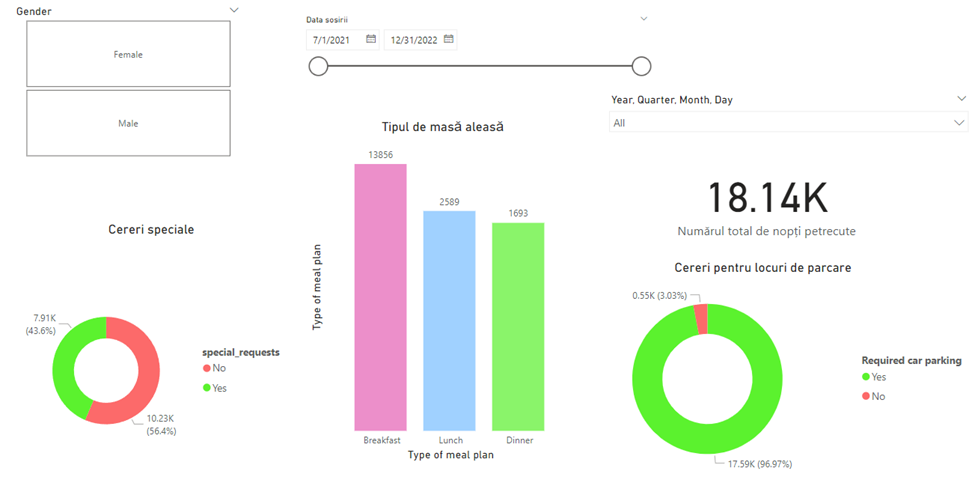 Gender
Female
Male
Data sosirii
7/1/2021
12/31/2022
Year, Quarter, Month, Day
All
Cereri speciale
7.91K
(43.6%)
10.23K
(56.4%)
special_requests
No
Yes
Tipul de masă aleasă
13856
2589
1693
Type of meal plan
Breakfast
Lunch
Dinner
Type of meal plan
18.14K
Numărul total de nopți petrecute
Cereri pentru locuri de parcare
0.55K (3.03%)
17.59K (96.97%)
Required car parking
Yes
No